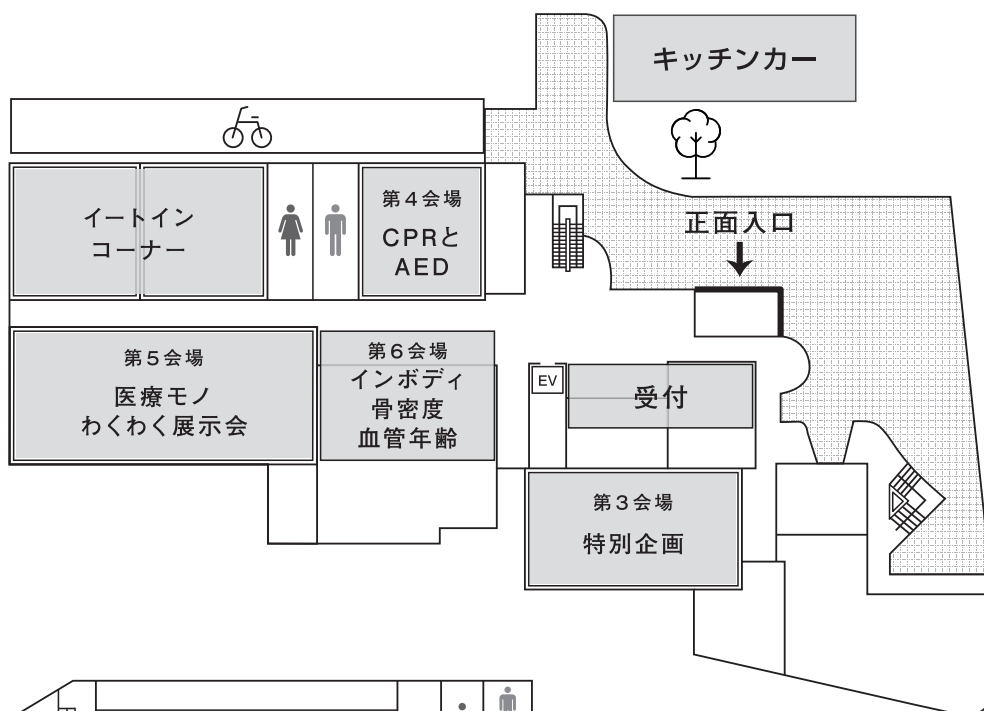 キッチンカー
イートイン
コーナー
第4会場
CPRと
AED
正面入口
第5会場
医療モノ
わくわく展示会
第6会場
インボディ
骨密度
血管年齢
EV
受付
第3会場
特別企画